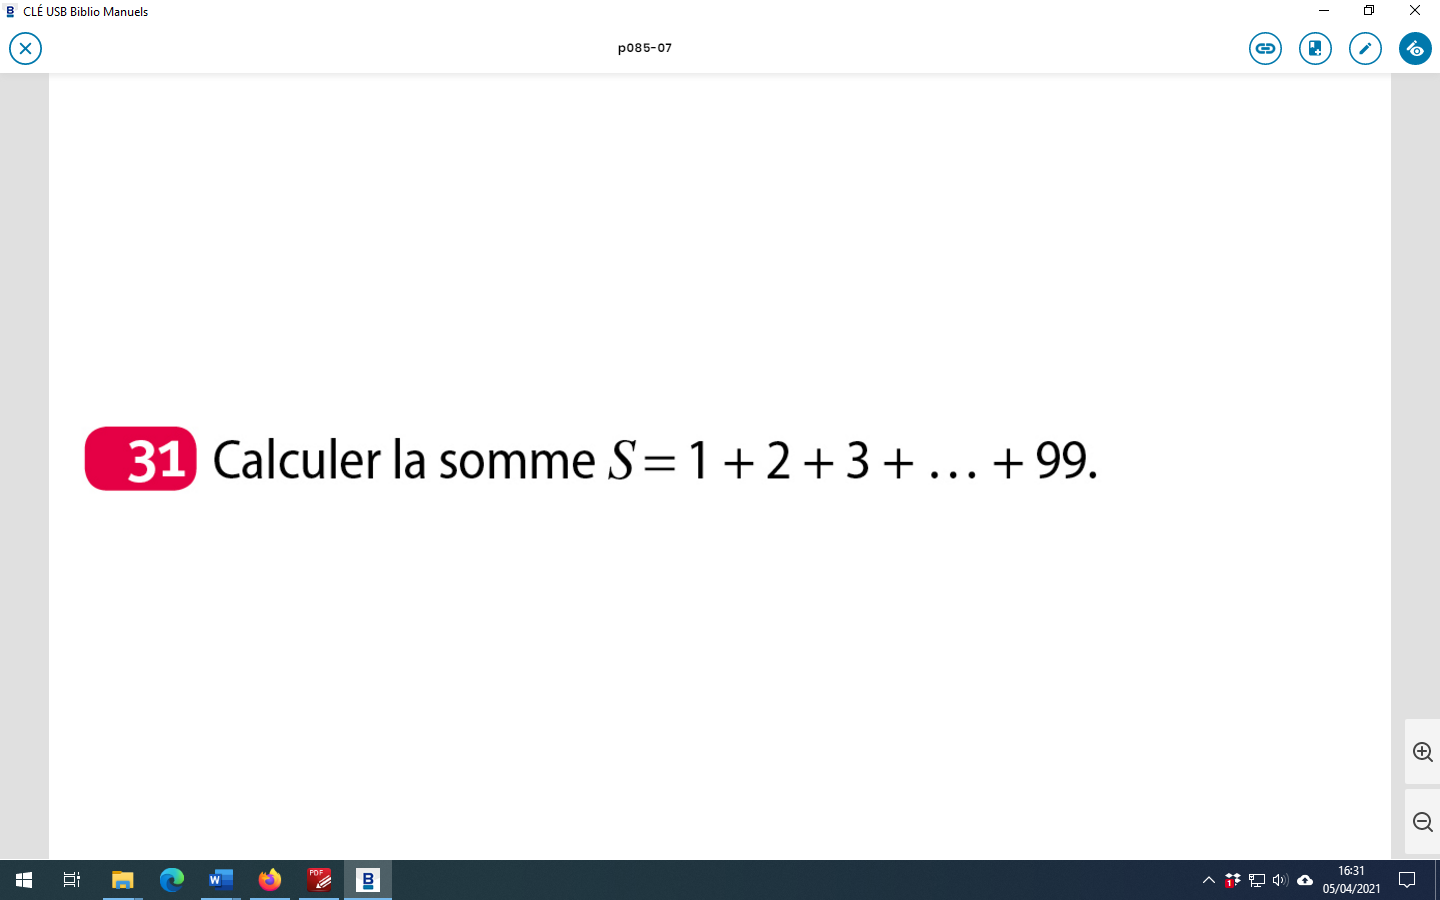 CLÉ USB Biblio Manuels
p085-07
31 Calculer la somme S = 1 + 2 + 3 + ... + 99.
16:31
05/04/2021